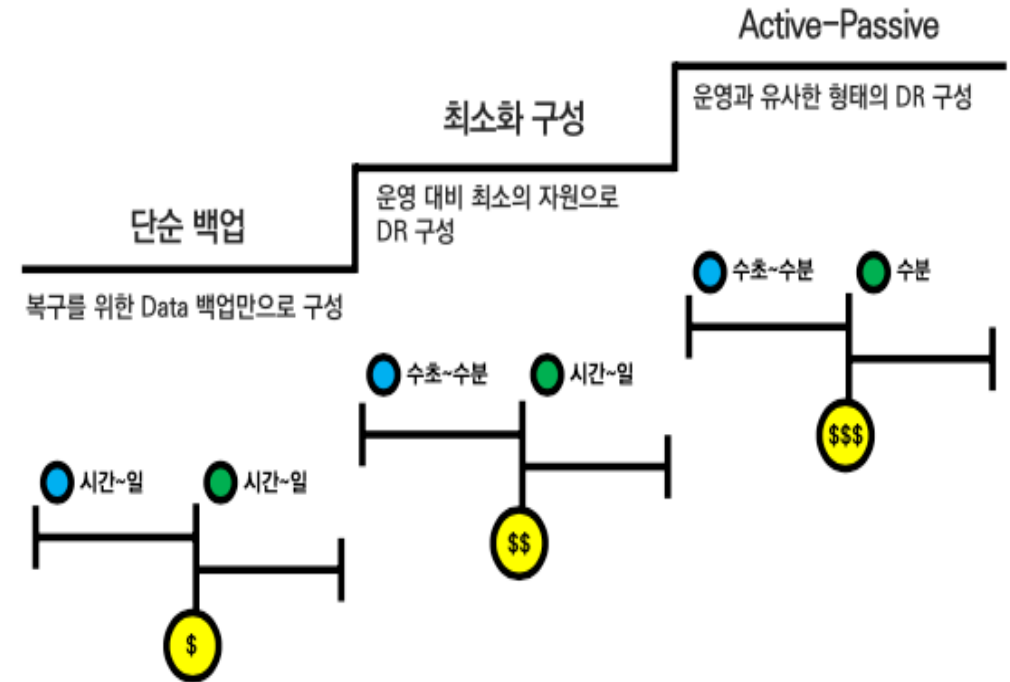 Active-Passive
운영과 유사한 형태의 DR 구성
최소화 구성
운영 대비 최소의 자원으로
DR 구성
단순 백업
복구를 위한 Data 백업만으로 구성
수초~수분
수분
$$$
수초~수분
시간~일
$$
시간~일
시간~일
$